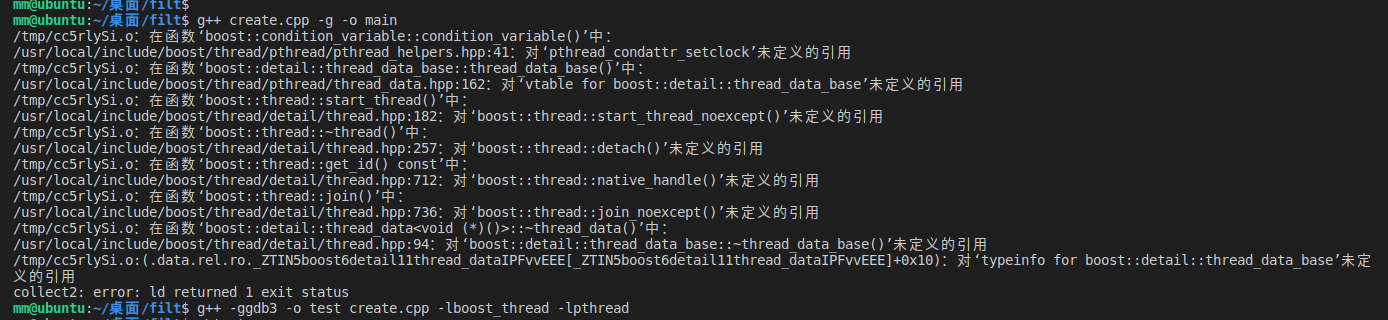 mm@ubuntu:~/桌面/filt$
mm@ubuntu:~/桌面/filt$ g++ create.cpp -g -o main
/tmp/cc5rlySi.o：在函数‘boost::condition_variable::condition_variable()’中：
/usr/local/include/boost/thread/pthread/pthread_helpers.hpp:41：对‘pthread_condattr_setclock’未定义的引用
/tmp/cc5rlySi.o：在函数‘boost::detail::thread_data_base::thread_data_base()’中：
/usr/local/include/boost/thread/pthread/thread_data.hpp:162：对‘vtable for boost::detail::thread_data_base’未定义的引用
/tmp/cc5rlySi.o：在函数‘boost::thread::start_thread()’中：
/usr/local/include/boost/thread/detail/thread.hpp:182：对‘boost::thread::start_thread_noexcept()’未定义的引用
/tmp/cc5rlySi.o：在函数‘boost::thread::~thread()’中：
/usr/local/include/boost/thread/detail/thread.hpp:257：对‘boost::thread::detach()’未定义的引用
/tmp/cc5rlySi.o：在函数‘boost::thread::get_id() const’中：
/usr/local/include/boost/thread/detail/thread.hpp:712：对‘boost::thread::native_handle()’未定义的引用
/tmp/cc5rlySi.o：在函数‘boost::thread::join()’中：
/usr/local/include/boost/thread/detail/thread.hpp:736：对‘boost::thread::join_noexcept()’未定义的引用
/tmp/cc5rlySi.o：在函数‘boost::detail::thread_data<void (*)()>::~thread_data()’中：
/usr/local/include/boost/thread/detail/thread.hpp:94：对‘boost::detail::thread_data_base::~thread_data_base()’未定义的引用
/tmp/cc5rlySi.o:(.data.rel.ro._ZTIN5boost6detail11thread_dataIPFvvEEE[_ZTIN5boost6detail11thread_dataIPFvvEEE]+0x10)：对‘typeinfo for boost::detail::thread_data_base’未定
义的引用
collect2: error: ld returned 1 exit status
mm@ubuntu:~/桌面/filt$ g++ -ggdb3 -o test create.cpp -lboost_thread -lpthread